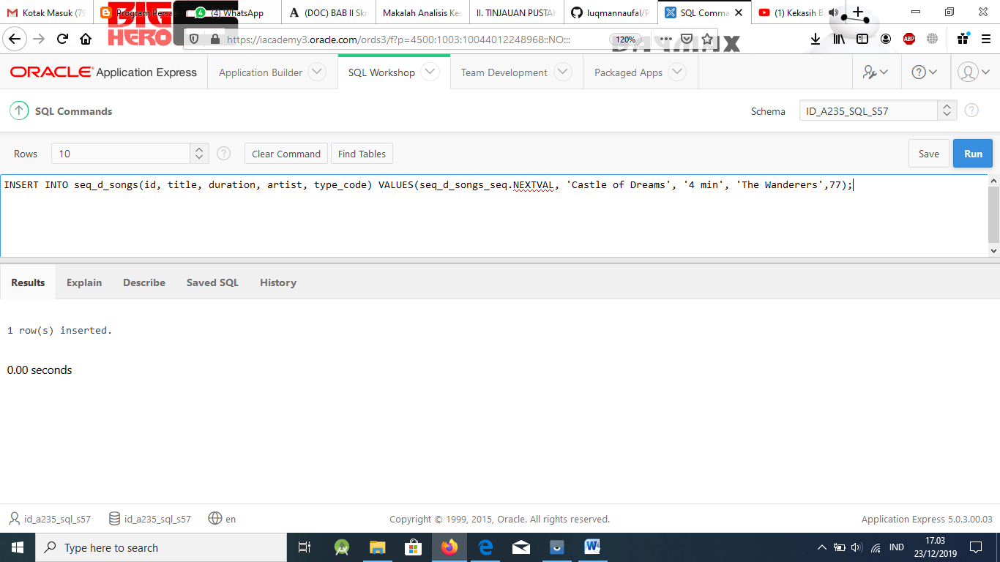 Kotak Masuk (79
Program Persa
(4) WhatsApp
(DOC) BAB II Skr
Makalah Analisis Kes
II. TINJAUAN PUSTAK
luqmannaufal/P
SQL Comma
(1) Kekasih B
BIG
HERO
https://iacademy3.oracle.com/ords3/f?p=4500:1003:10044012248968::NO:::
120%
BAYMAX
ABP
ORACLE Application Express
Application Builder
SQL Workshop
Team Development
Packaged Apps
SQL Commands
Schema
ID_A235_SQL_S57
Rows
10
Clear Command
Find Tables
Save
Run
INSERT INTO seq_d_songs(id, title, duration, artist, type_code) VALUES(seq_d_songs_seq.NEXTVAL, 'Castle of Dreams', '4 min', 'The Wanderers',77);
Results
Explain
Describe
Saved SQL
History
1 row(s) inserted.
0.00 seconds
id_a235_sql_s57
id_a235_sql_s57
en
Copyright © 1999, 2015, Oracle. All rights reserved.
Application Express 5.0.3.00.03
Type here to search
IND
17.03
23/12/2019